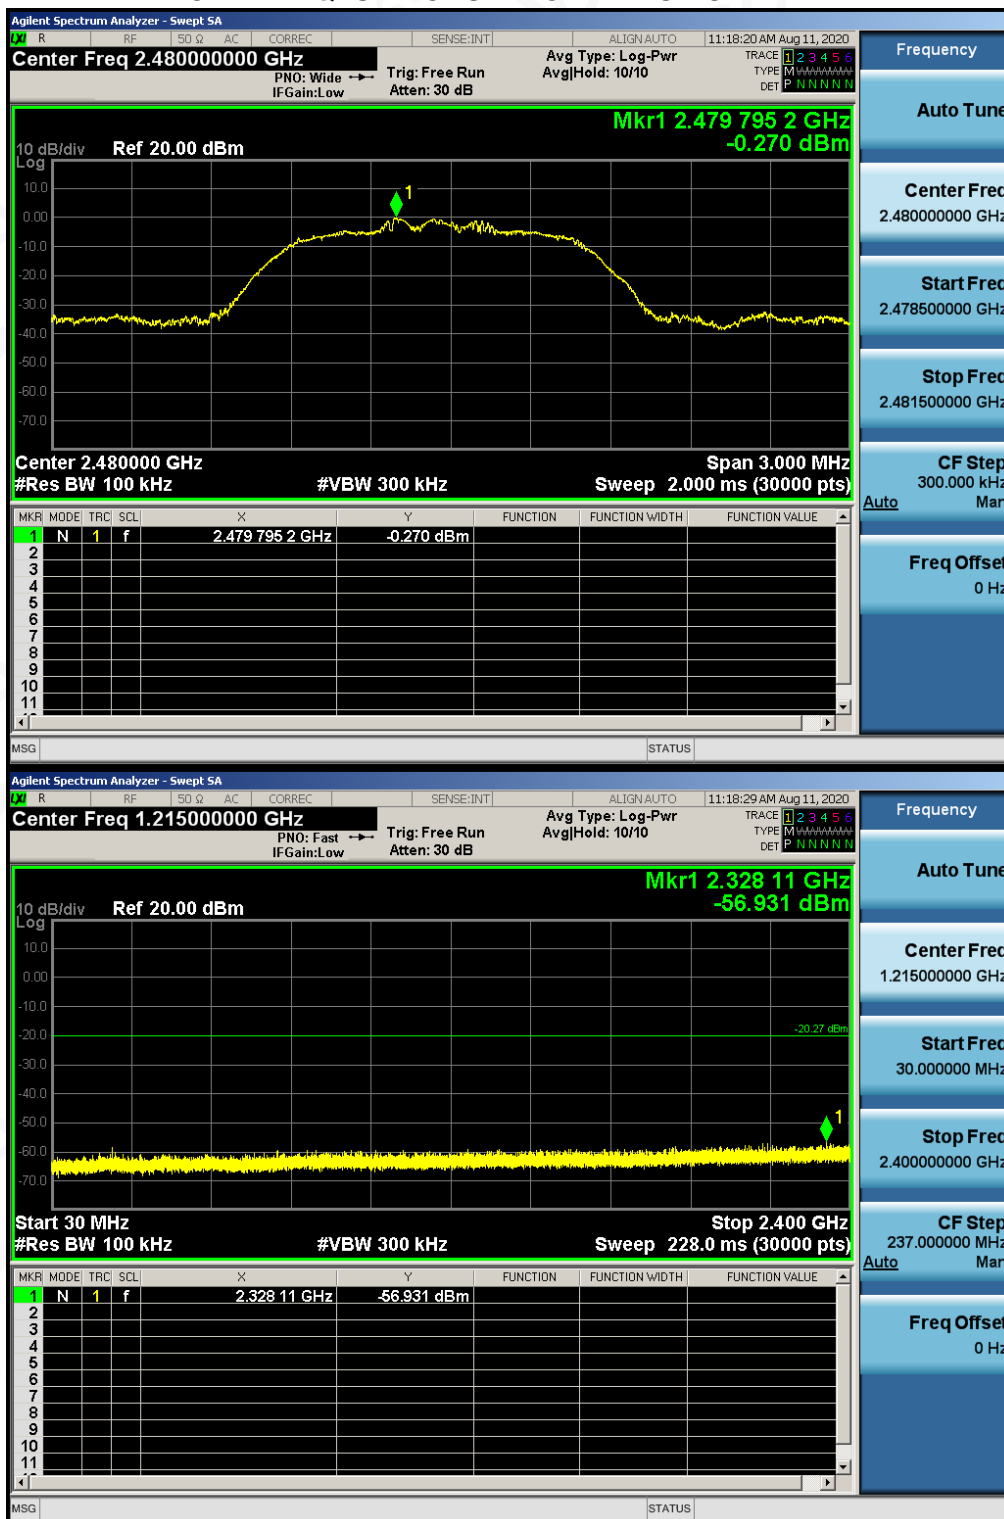 Agilent Spectrum Analyzer - Swept SA
LXI R RF 50 Ω AC CORREC SENSE:INT ALIGN AUTO 11:18:20 AM Aug 11, 2020
Center Freq 2.480000000 GHz Avg Type: Log-Pwr TRACE 1 2 3 4 5 6
PNO: Wide Trig: Free Run Avg|Hold: 10/10 TYPE M
IFGain:Low Atten: 30 dB DET P N N N N N
Mkr1 2.479 795 2 GHz
-0.270 dBm
10 dB/div Ref 20.00 dBm
Log
10.0
1
0.00
-10.0
-20.0
-30.0
-40.0
-50.0
-60.0
-70.0
Center 2.480000 GHz Span 3.000 MHz
#Res BW 100 kHz #VBW 300 kHz Sweep 2.000 ms (30000 pts)
MKR MODE TRC SCL X Y FUNCTION FUNCTION WIDTH FUNCTION VALUE
1 N 1 f 2.479 795 2 GHz -0.270 dBm
2
3
4
5
6
7
8
9
10
11
MSG STATUS
Frequency
Auto Tune
Center Freq
2.480000000 GHz
Start Freq
2.478500000 GHz
Stop Freq
2.481500000 GHz
CF Step
300.000 kHz
Auto Man
Freq Offset
0 Hz
Agilent Spectrum Analyzer - Swept SA
LXI R RF 50 Ω AC CORREC SENSE:INT ALIGN AUTO 11:18:29 AM Aug 11, 2020
Center Freq 1.215000000 GHz Avg Type: Log-Pwr TRACE 1 2 3 4 5 6
PNO: Fast Trig: Free Run Avg|Hold: 10/10 TYPE M
IFGain:Low Atten: 30 dB DET P N N N N N
Mkr1 2.328 11 GHz
-56.931 dBm
10 dB/div Ref 20.00 dBm
Log
10.0
0.00
-10.0
-20.0
-20.27 dBm
-30.0
-40.0
-50.0
1
-60.0
-70.0
Start 30 MHz Stop 2.400 GHz
#Res BW 100 kHz #VBW 300 kHz Sweep 228.0 ms (30000 pts)
MKR MODE TRC SCL X Y FUNCTION FUNCTION WIDTH FUNCTION VALUE
1 N 1 f 2.328 11 GHz -56.931 dBm
2
3
4
5
6
7
8
9
10
11
MSG STATUS
Frequency
Auto Tune
Center Freq
1.215000000 GHz
Start Freq
30.000000 MHz
Stop Freq
2.400000000 GHz
CF Step
237.000000 MHz
Auto Man
Freq Offset
0 Hz